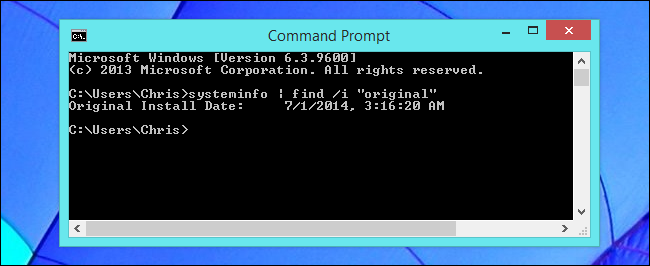 Command Prompt
Microsoft Windows [Version 6.3.9600]
(c) 2013 Microsoft Corporation. All rights reserved.
C:\Users\Chris>systeminfo | find /i "original"
Original Install Date:     7/1/2014, 3:16:20 AM
C:\Users\Chris>